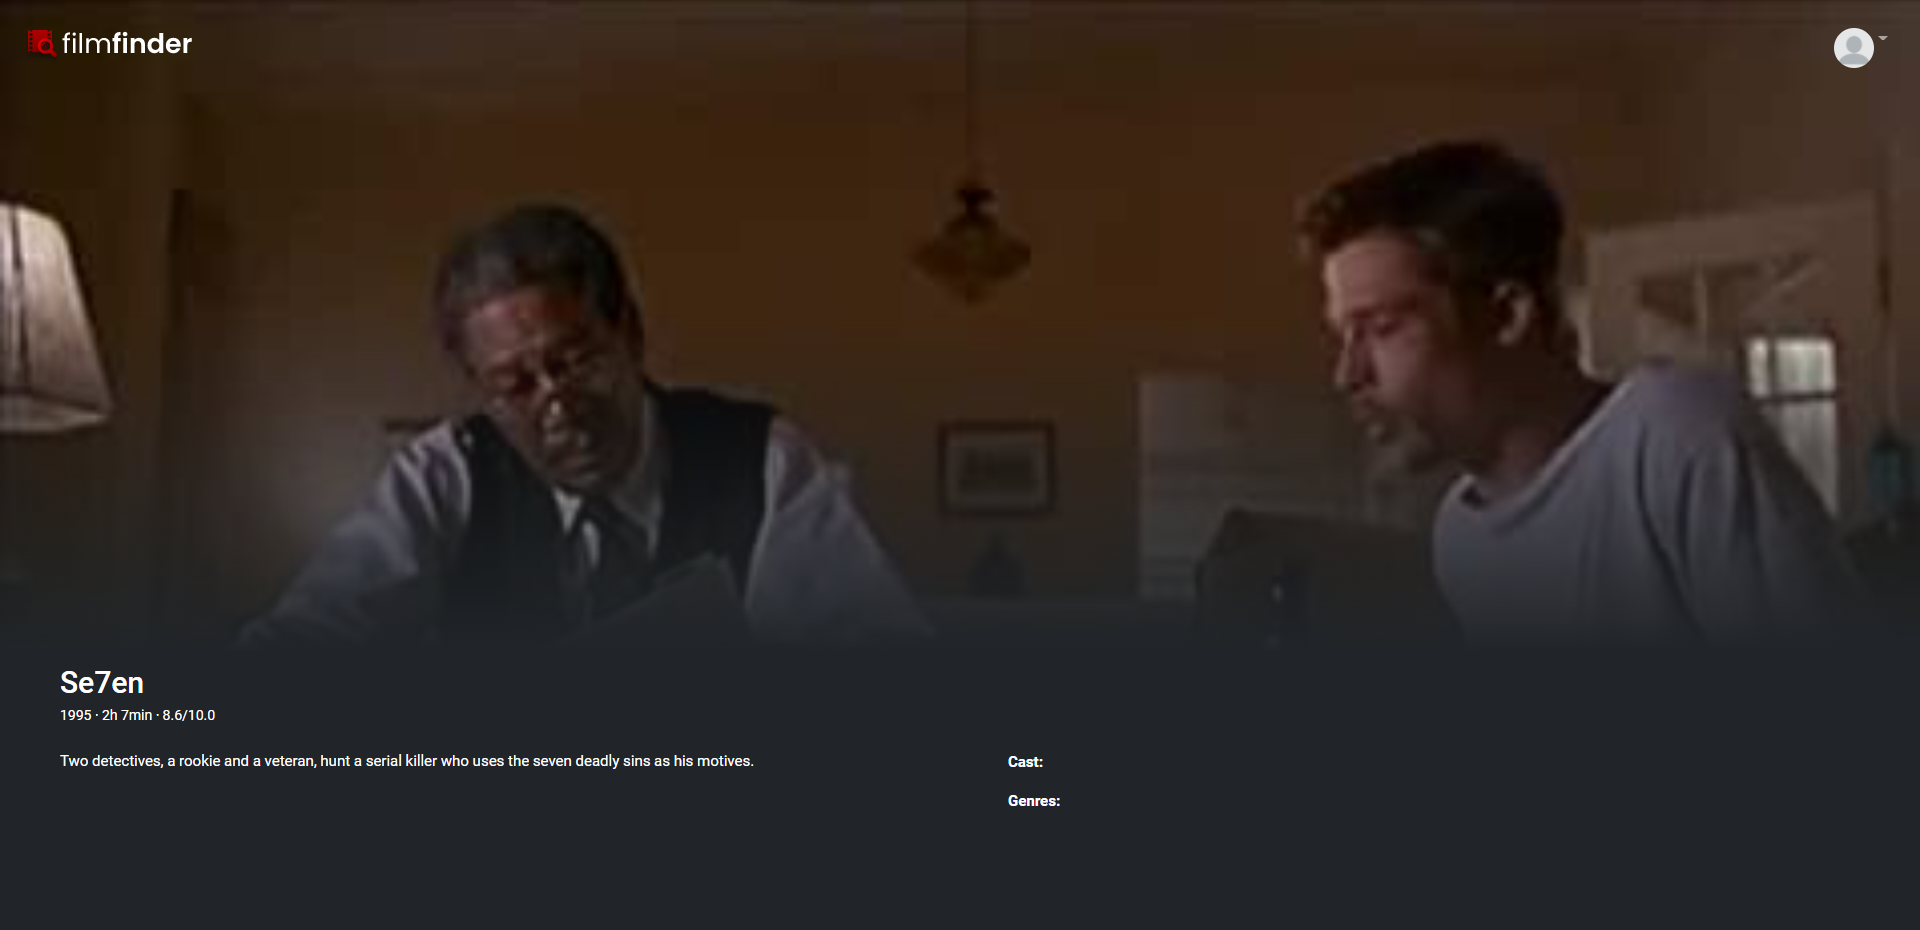 filmfinder
Se7en
1995 · 2h 7min · 8.6/10.0
Two detectives, a rookie and a veteran, hunt a serial killer who uses the seven deadly sins as his motives.
Cast:
Genres: